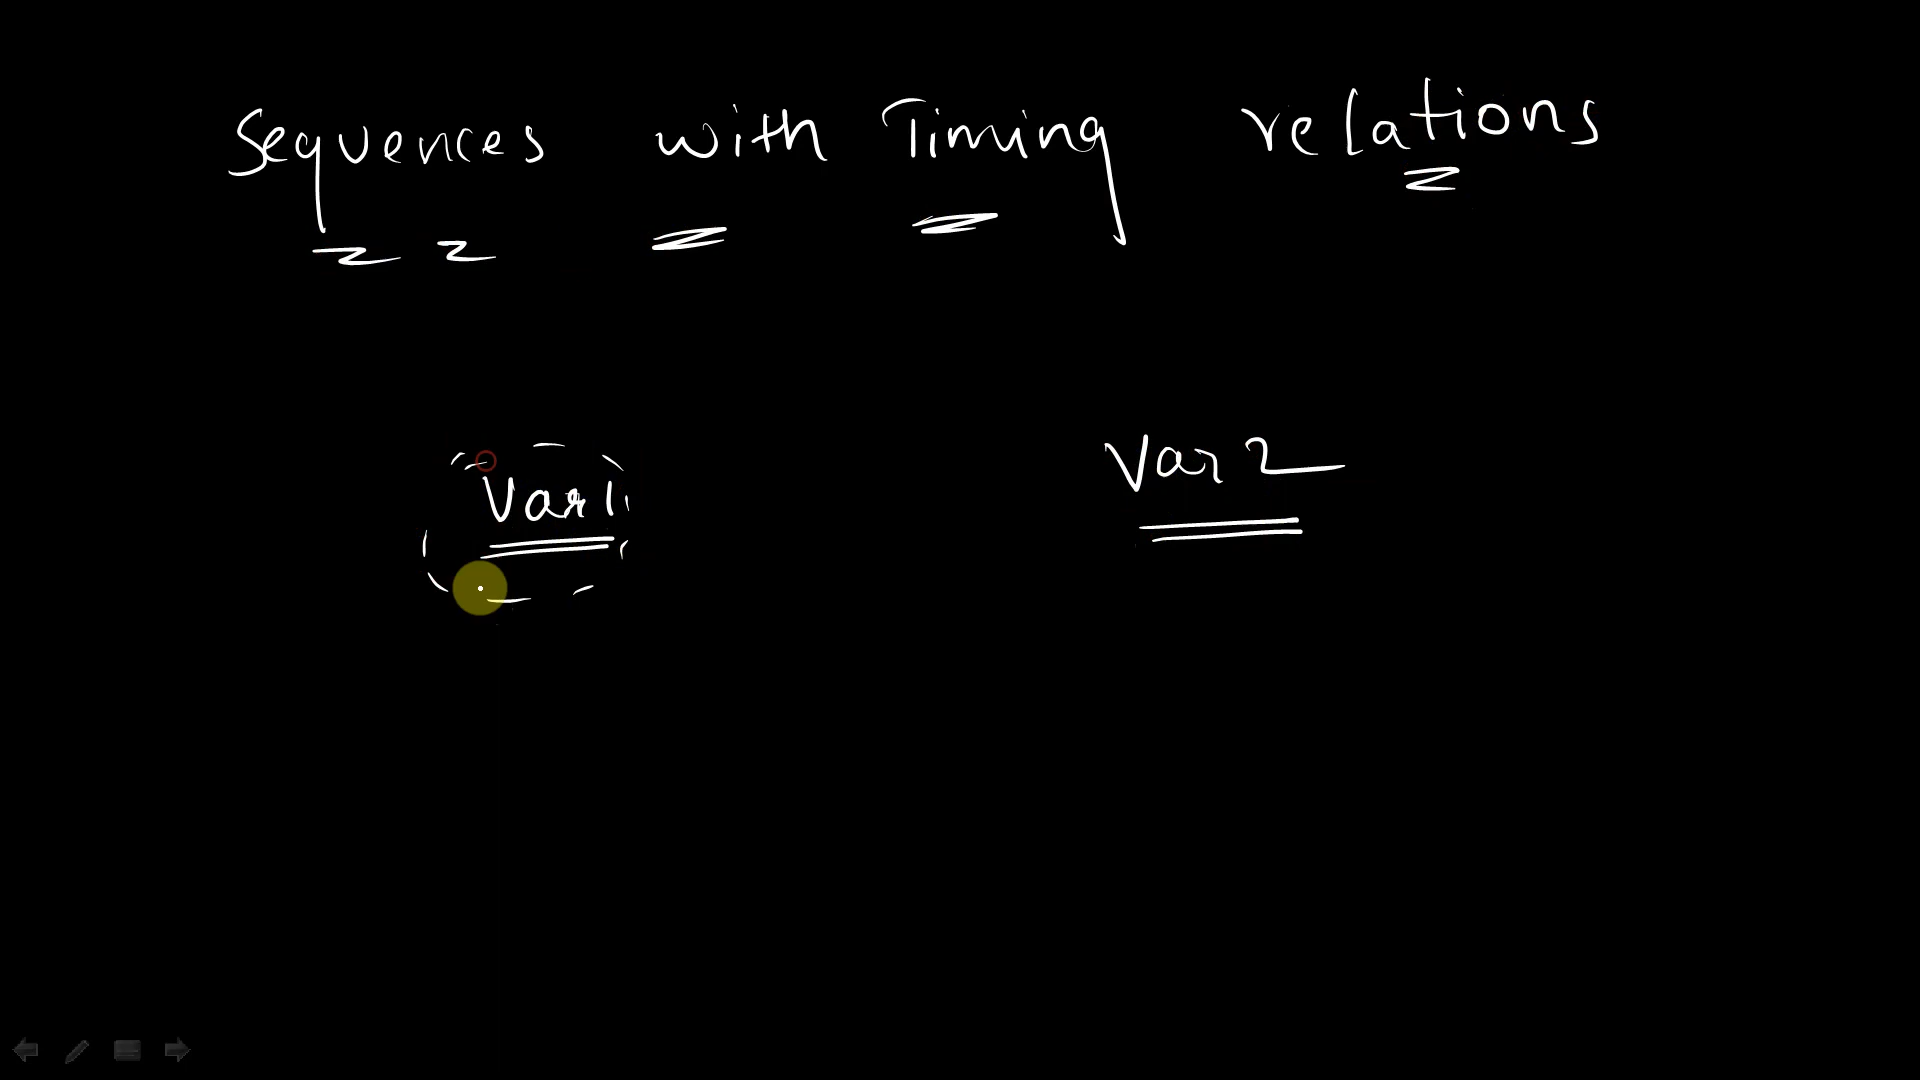 Sequences with Timing relations
Var1
Var2